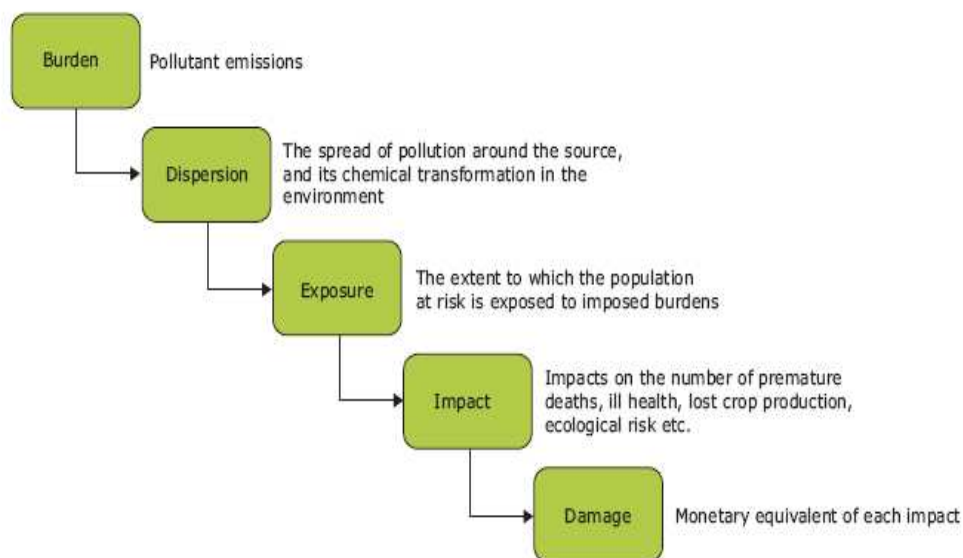 Burden
Pollutant emissions
Dispersion
The spread of pollution around the source,
and its chemical transformation in the
environment
Exposure
The extent to which the population
at risk is exposed to imposed burdens
Impact
Impacts on the number of premature
deaths, ill health, lost crop production,
ecological risk etc.
Damage
Monetary equivalent of each impact